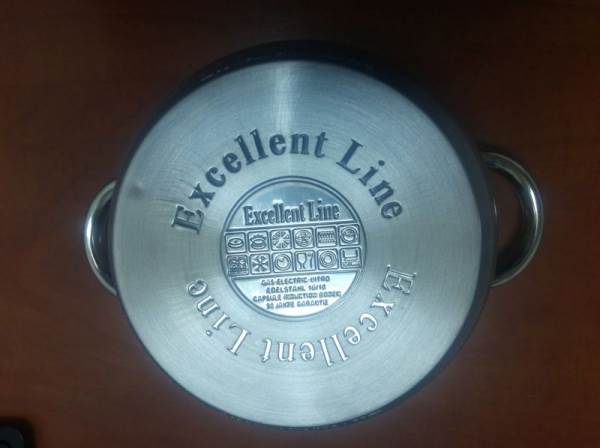 Excellent Line
Excellent Line
GAS-ELECTRIC-VITRO
EDELSTAHL 18/10
CAPSULE INDUCTION BODEN
JAHRE GARANTIE
Excellent Line